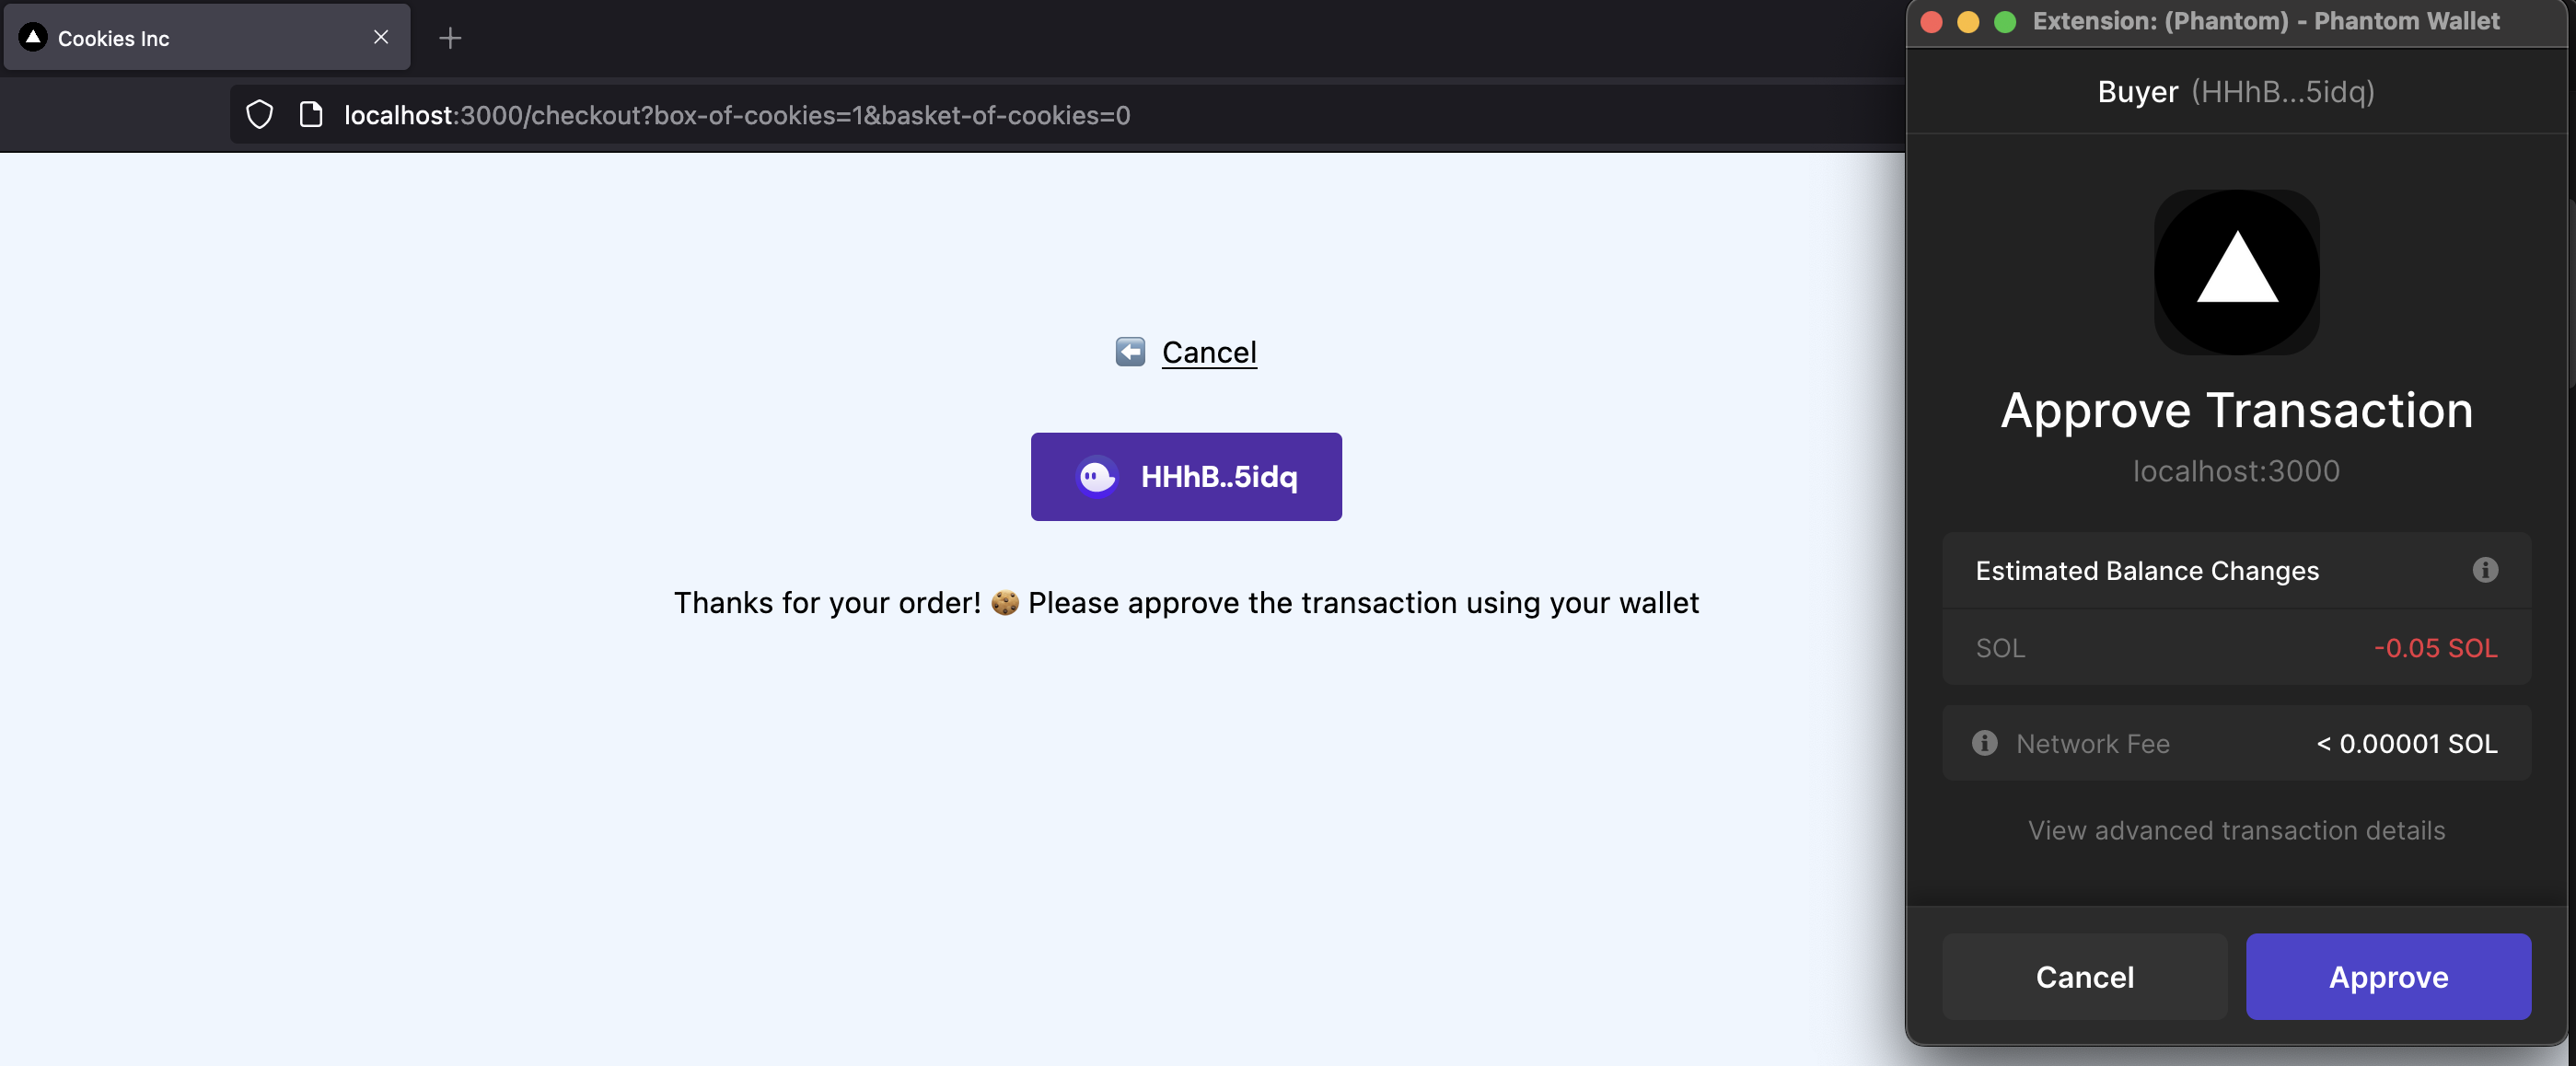 Cookies Inc
localhost:3000/checkout?box-of-cookies=1&basket-of-cookies=0
Cancel
HHhB..5idq
Thanks for your order! 🍪 Please approve the transaction using your wallet
Extension: (Phantom) - Phantom Wallet
Buyer (HHhB...5idq)
Approve Transaction
localhost:3000
Estimated Balance Changes
SOL -0.05 SOL
Network Fee < 0.00001 SOL
View advanced transaction details
Cancel Approve